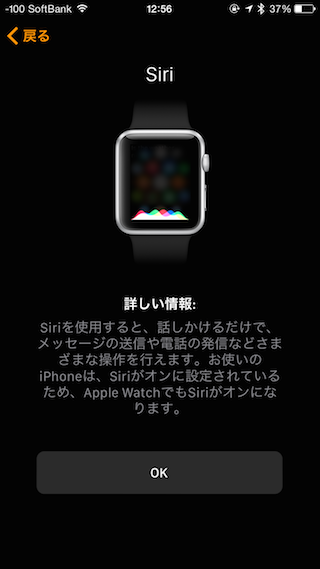 -100 SoftBank 12:56 37%
戻る
Siri
詳しい情報:
Siriを使用すると、話しかけるだけで、
メッセージの送信や電話の発信などさま
ざまな操作を行えます。お使いの
iPhoneは、Siriがオンに設定されている
ため、Apple WatchでもSiriがオンにな
ります。
OK